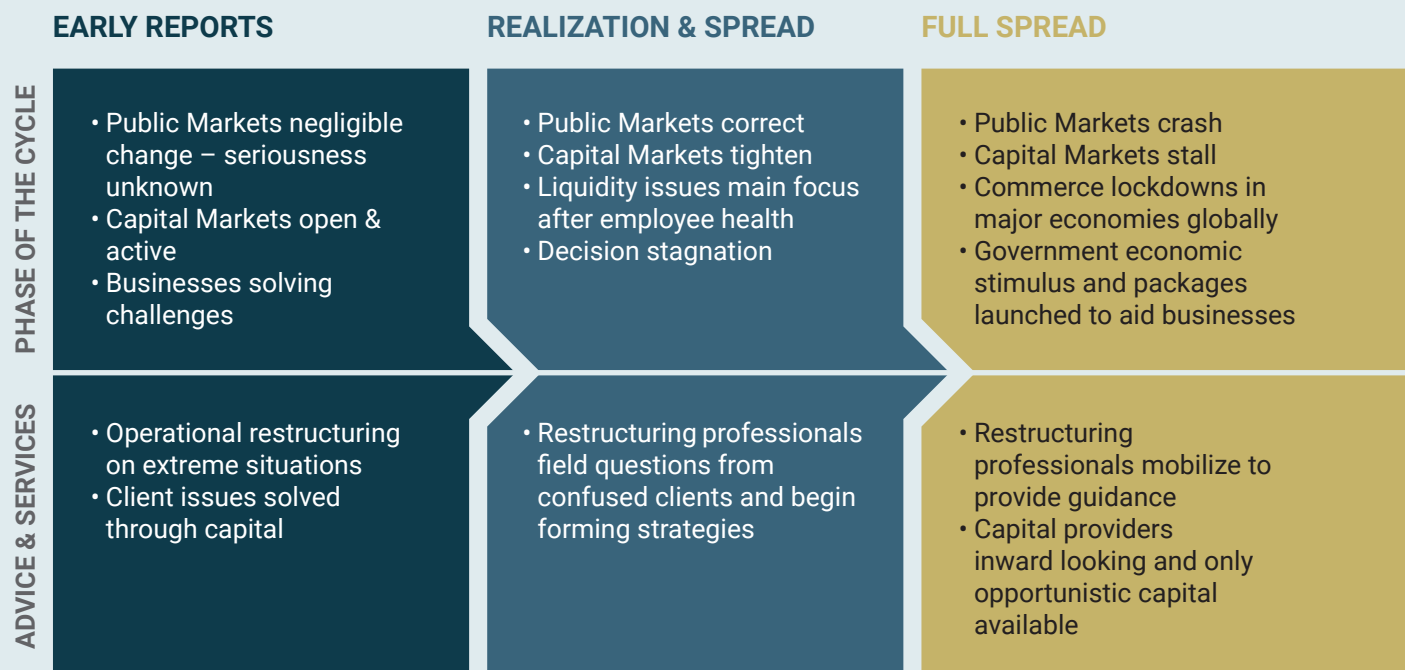 EARLY REPORTS
REALIZATION & SPREAD
FULL SPREAD
PHASE OF THE CYCLE
• Public Markets negligible
change – seriousness
unknown
• Capital Markets open &
active
• Businesses solving
challenges
• Public Markets correct
• Capital Markets tighten
• Liquidity issues main focus
after employee health
• Decision stagnation
• Public Markets crash
• Capital Markets stall
• Commerce lockdowns in
major economies globally
• Government economic
stimulus and packages
launched to aid businesses
ADVICE & SERVICES
• Operational restructuring
on extreme situations
• Client issues solved
through capital
• Restructuring professionals
field questions from
confused clients and begin
forming strategies
• Restructuring
professionals mobilize to
provide guidance
• Capital providers
inward looking and only
opportunistic capital
available